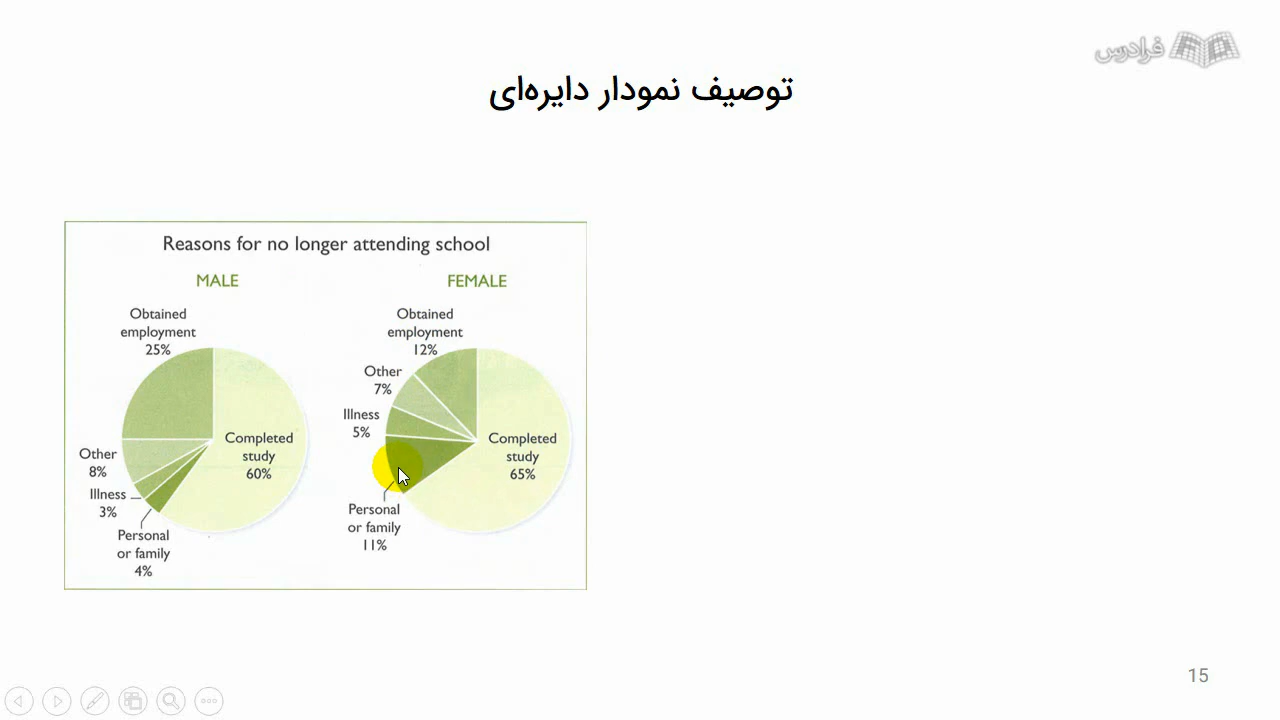 فرادرس
توصیف نمودار دایره‌ای
Reasons for no longer attending school
MALE
Obtained
employment
25%
Other
8%
Illness
3%
Personal
or family
4%
Completed
study
60%
FEMALE
Obtained
employment
12%
Other
7%
Illness
5%
Personal
or family
11%
Completed
study
65%
15